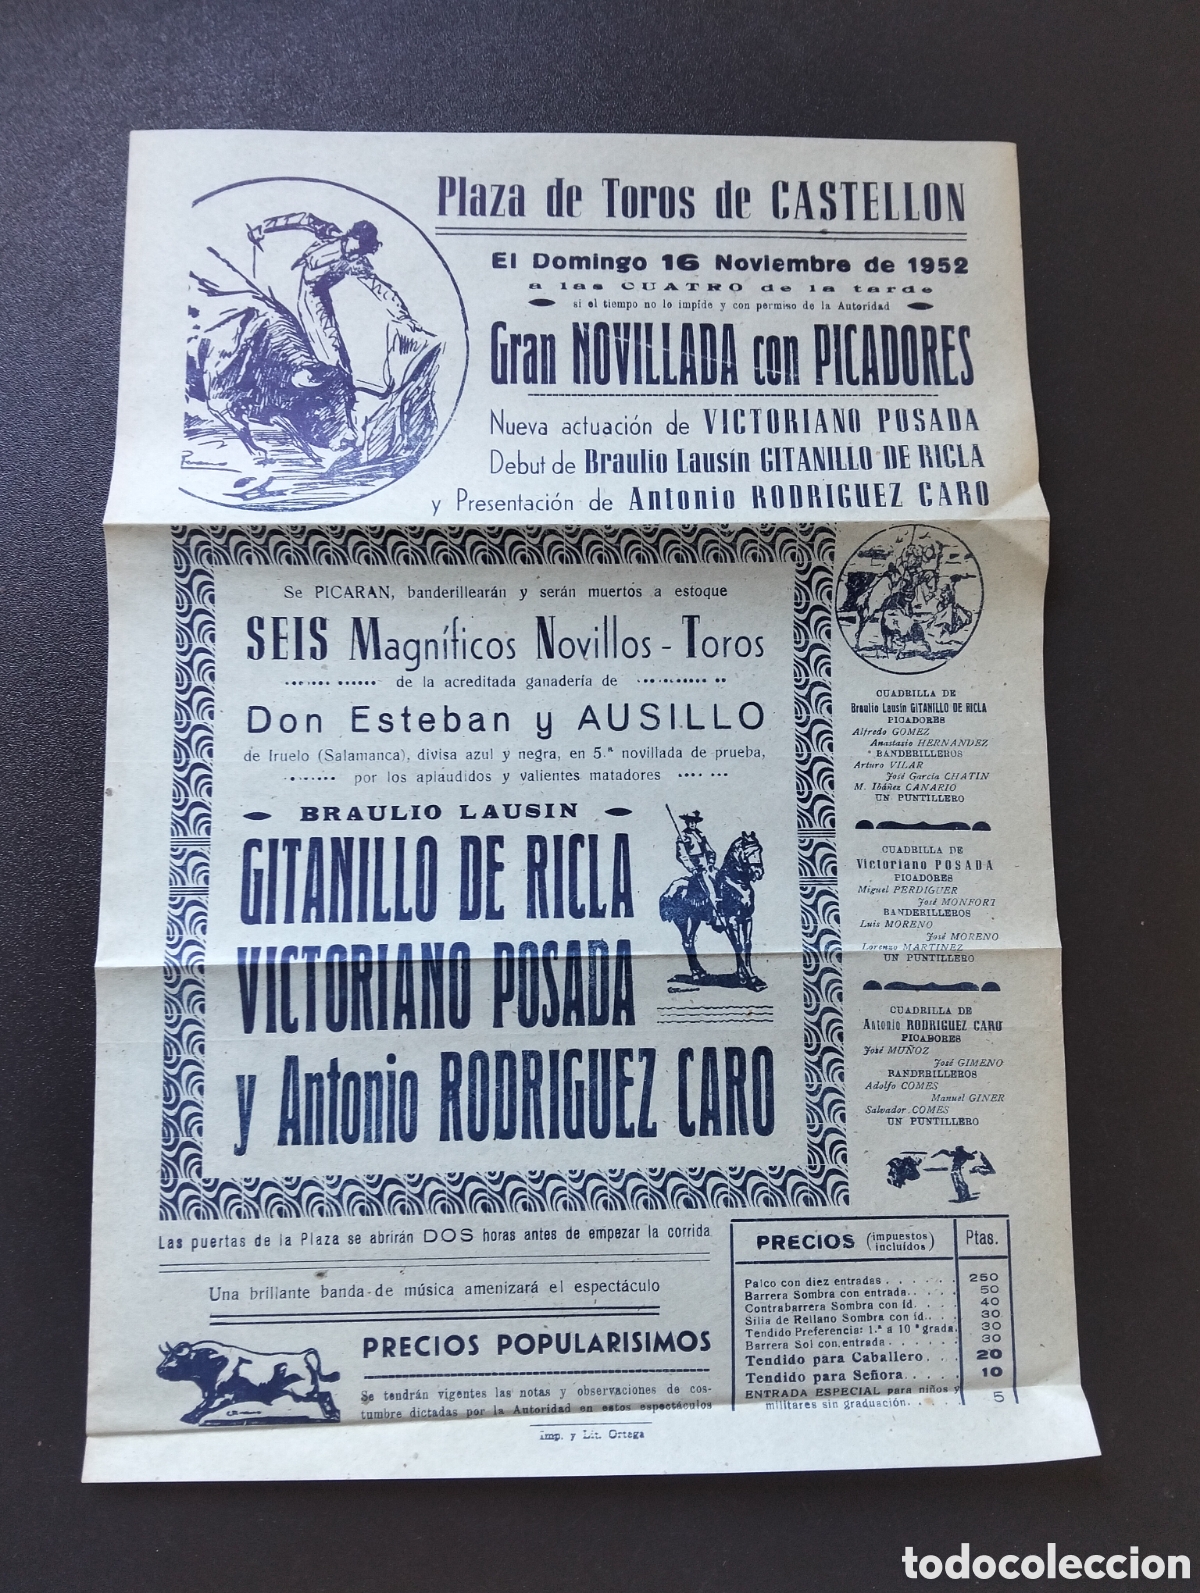 Plaza de Toros de CASTELLON
El Domingo 16 Noviembre de 1952
a las CUATRO de la tarde
si el tiempo no lo impide y con permiso de la Autoridad
Gran NOVILLADA con PICADORES
Nueva actuación de VICTORIANO POSADA
Debut de Braulio Lausín GITANILLO DE RICLA
y Presentación de Antonio RODRIGUEZ CARO
Se PICARAN, banderillearán y serán muertos a estoque
SEIS Magníficos Novillos - Toros
de la acreditada ganadería de
Don Esteban y AUSILLO
de Iruelo (Salamanca), divisa azul y negra, en 5.ª novillada de prueba,
por los aplaudidos y valientes matadores
BRAULIO LAUSIN
GITANILLO DE RICLA
VICTORIANO POSADA
y Antonio RODRIGUEZ CARO
CUADRILLA DE
Braulio Lausín GITANILLO DE RICLA
PICADORES
Alfredo GOMEZ
Anastasio HERNANDEZ
BANDERILLEROS
Arturo VILAR
José García CHATIN
M. Ibáñez CANARIO
UN PUNTILLERO
CUADRILLA DE
Victoriano POSADA
PICADORES
Miguel PERDIGUER
José MONFORT
BANDERILLEROS
Luis MORENO
José MORENO
Lorenzo MARTINEZ
UN PUNTILLERO
CUADRILLA DE
Antonio RODRIGUEZ CARO
PICADORES
José MUÑOZ
José GIMENO
BANDERILLEROS
Adolfo COMES
Manuel GINER
Salvador COMES
UN PUNTILLERO
Las puertas de la Plaza se abrirán DOS horas antes de empezar la corrida
Una brillante banda de música amenizará el espectáculo
PRECIOS POPULARISIMOS
Se tendrán vigentes las notas y observaciones de cos-
tumbre dictadas por la Autoridad en estos espectáculos
Imp. y Lit. Ortega
PRECIOS (impuestos incluídos) Ptas.
Palco con diez entradas . . . . . . 250
Barrera Sombra con entrada. . . . . 50
Contrabarrera Sombra con id. . . . . 40
Silla de Rellano Sombra con id. . . . 30
Tendido Preferencia: 1.ª a 10 ª grada. 30
Barrera Sol con entrada . . . . . . 30
Tendido para Caballero. . . . 20
Tendido para Señora. . . . . 10
ENTRADA ESPECIAL para niños y
militares sin graduación. . . . . 5
todocoleccion